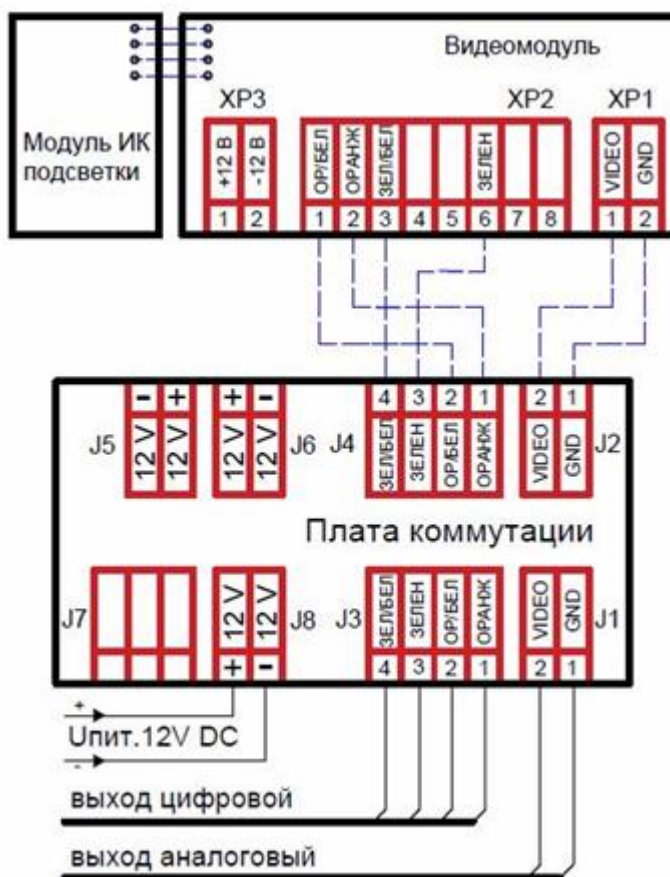 Видеомодуль
Модуль ИК
подсветки
XP3
XP2
XP1
+12 В
-12 В
ОР/БЕЛ
ОРАНЖ
ЗЕЛ/БЕЛ
ЗЕЛЕН
VIDEO
GND
1 2
1 2 3 4 5 6 7 8
1 2
- +
+ -
4 3 2 1
2 1
J5
12 V
12 V
12 V
12 V
J6
J4
ЗЕЛ/БЕЛ
ЗЕЛЕН
ОР/БЕЛ
ОРАНЖ
VIDEO
GND
J2
Плата коммутации
J7
12 V
12 V
J8
J3
ЗЕЛ/БЕЛ
ЗЕЛЕН
ОР/БЕЛ
ОРАНЖ
VIDEO
GND
J1
+ -
4 3 2 1
2 1
+
Uпит.12V DC
-
выход цифровой
выход аналоговый